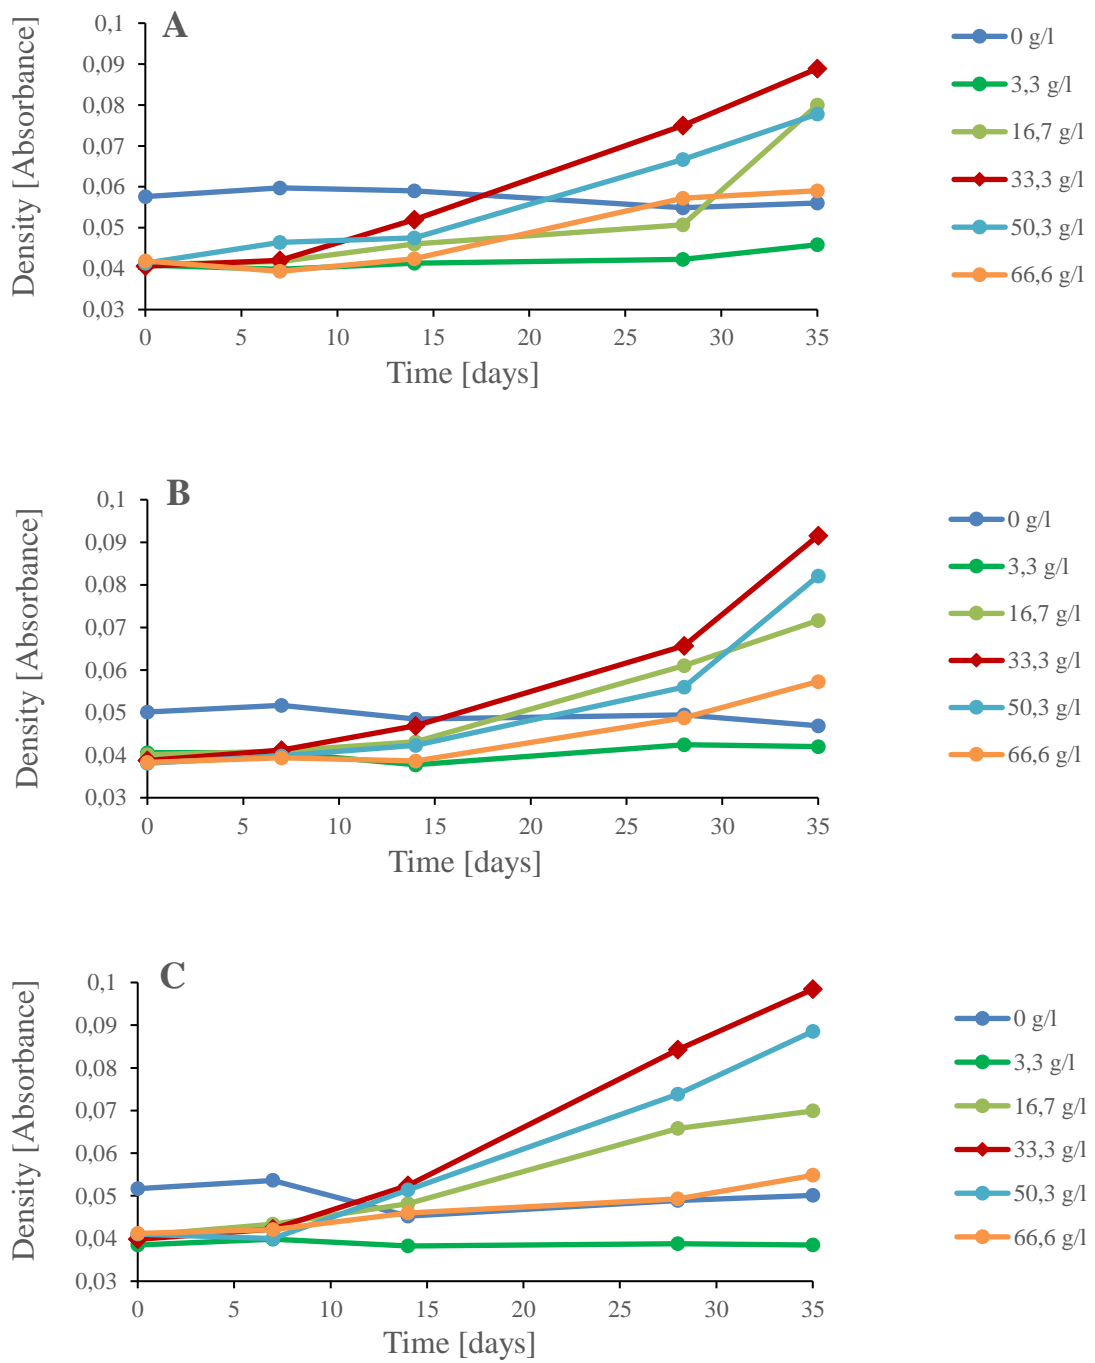 A
0,1
0,09
0,08
0,07
0,06
0,05
0,04
0,03
Density [Absorbance]
0 5 10 15 20 25 30 35
Time [days]
0 g/l
3,3 g/l
16,7 g/l
33,3 g/l
50,3 g/l
66,6 g/l
B
0,1
0,09
0,08
0,07
0,06
0,05
0,04
0,03
Density [Absorbance]
0 5 10 15 20 25 30 35
Time [days]
0 g/l
3,3 g/l
16,7 g/l
33,3 g/l
50,3 g/l
66,6 g/l
C
0,1
0,09
0,08
0,07
0,06
0,05
0,04
0,03
Density [Absorbance]
0 5 10 15 20 25 30 35
Time [days]
0 g/l
3,3 g/l
16,7 g/l
33,3 g/l
50,3 g/l
66,6 g/l